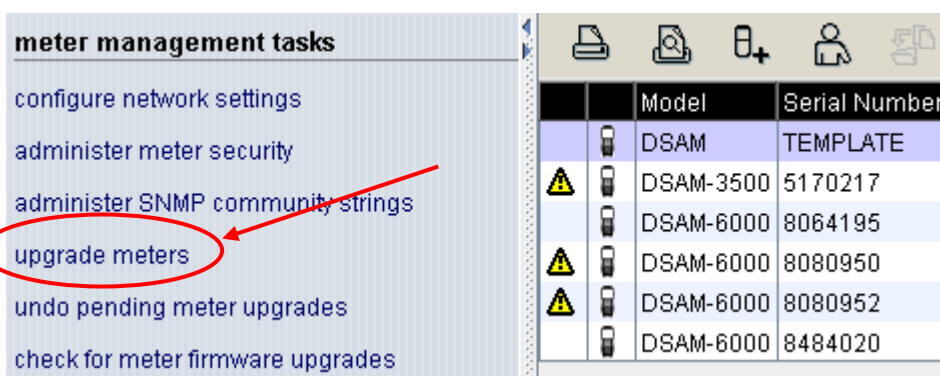 meter management tasks
configure network settings
administer meter security
administer SNMP community strings
upgrade meters
undo pending meter upgrades
check for meter firmware upgrades
Model Serial Number
DSAM TEMPLATE
DSAM-3500 5170217
DSAM-6000 8064195
DSAM-6000 8080950
DSAM-6000 8080952
DSAM-6000 8484020